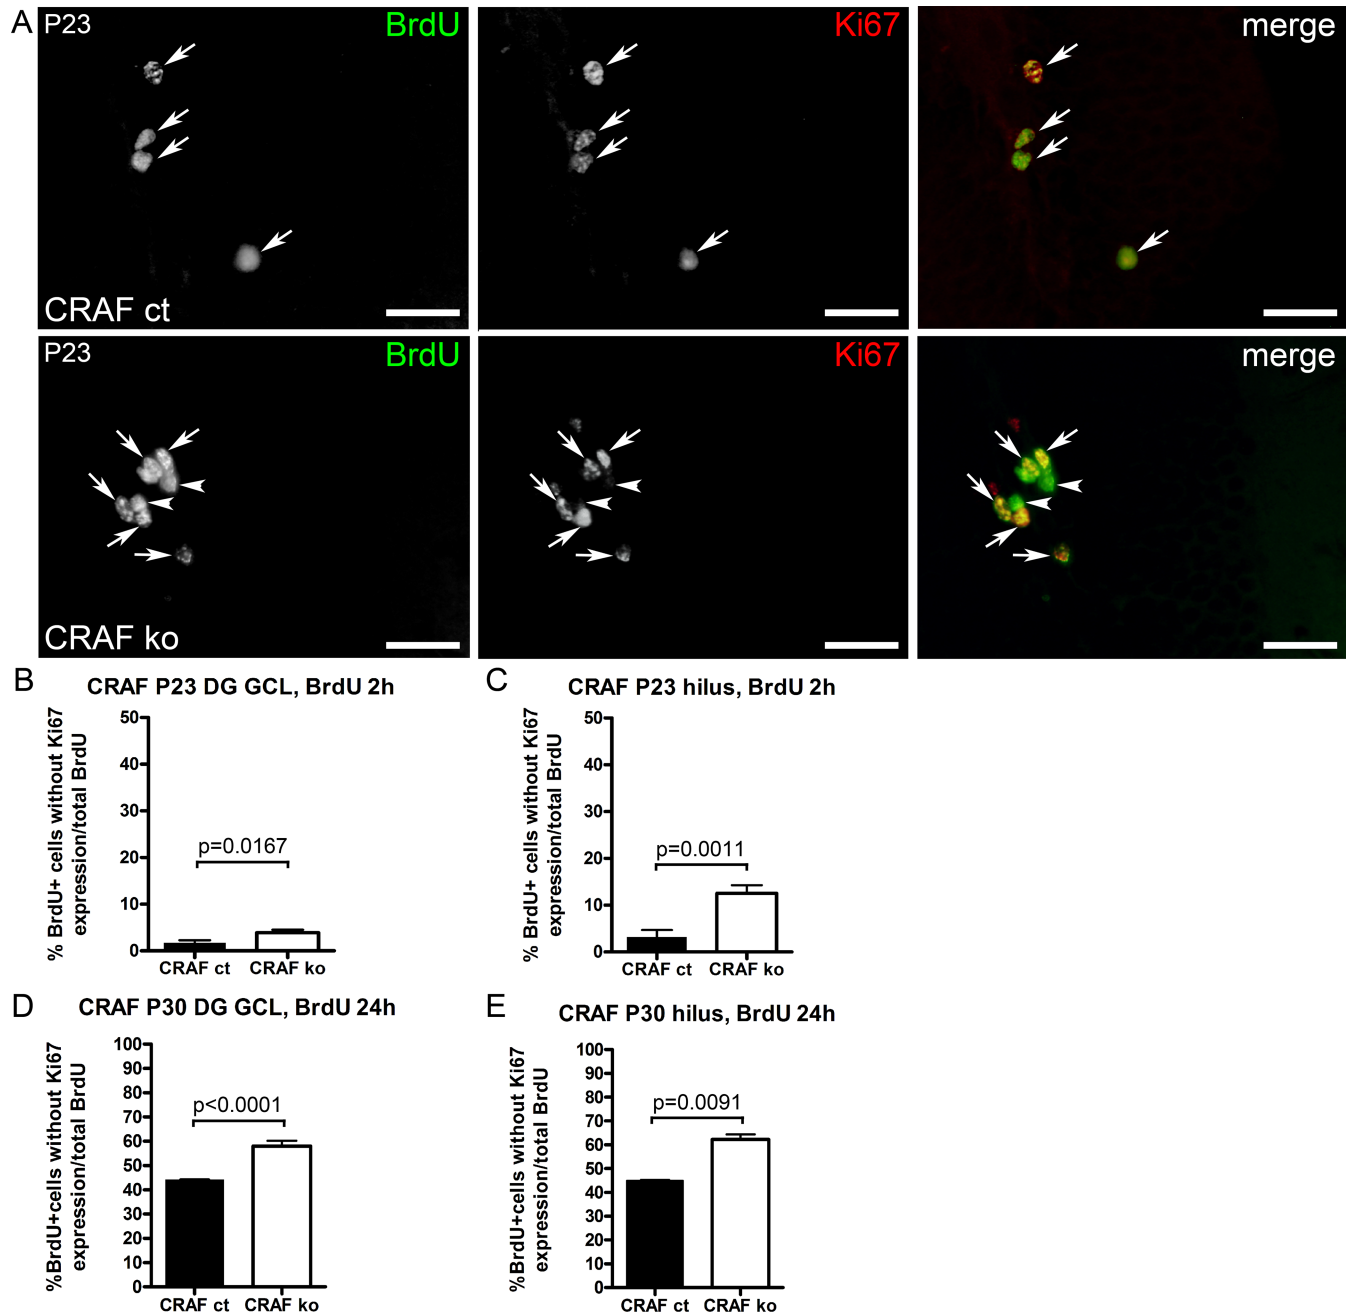 A
P23
BrdU
Ki67
merge
CRAF ct
P23
BrdU
Ki67
merge
CRAF ko
B
CRAF P23 DG GCL, BrdU 2h
% BrdU+ cells without Ki67
expression/total BrdU
50
40
30
20
10
0
p=0.0167
CRAF ct
CRAF ko
C
CRAF P23 hilus, BrdU 2h
% BrdU+ cells without Ki67
expression/total BrdU
50
40
30
20
10
0
p=0.0011
CRAF ct
CRAF ko
D
CRAF P30 DG GCL, BrdU 24h
%BrdU+cells without Ki67
expression/total BrdU
100
90
80
70
60
50
40
30
20
10
0
p<0.0001
CRAF ct
CRAF ko
E
CRAF P30 hilus, BrdU 24h
%BrdU+cells without Ki67
expression/total BrdU
100
90
80
70
60
50
40
30
20
10
0
p=0.0091
CRAF ct
CRAF ko